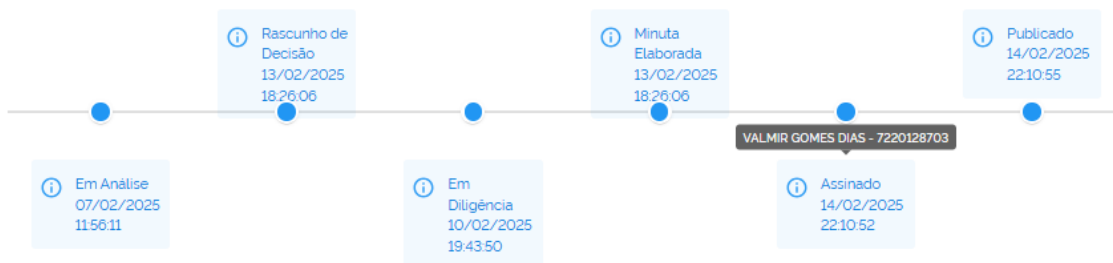 Rascunho de
Decisão
13/02/2025
18:26:06
Minuta
Elaborada
13/02/2025
18:26:06
Publicado
14/02/2025
22:10:55
VALMIR GOMES DIAS - 7220128703
Em Análise
07/02/2025
11:56:11
Em
Diligência
10/02/2025
19:43:50
Assinado
14/02/2025
22:10:52